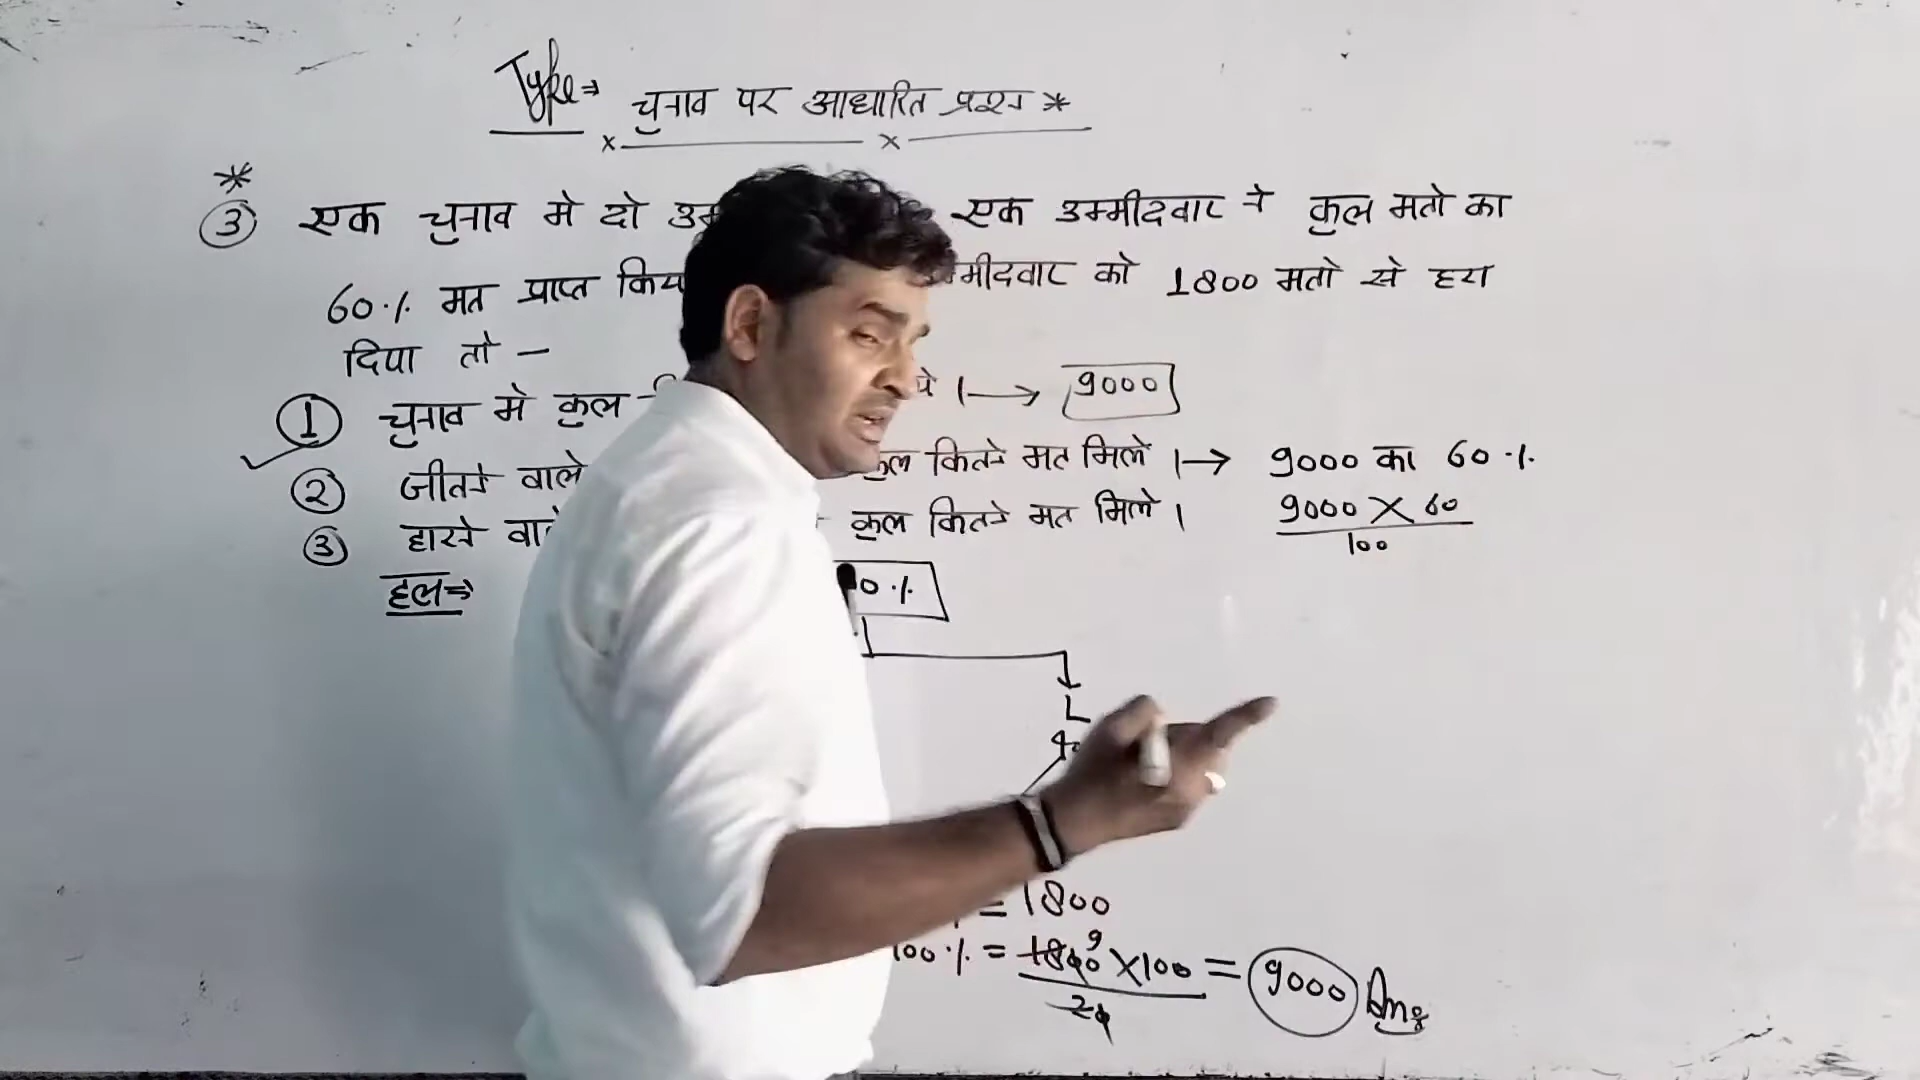 Type⇒ चुनाव पर आधारित प्रश्न *
*
③ एक चुनाव मे दो एक उम्मीदवार ने कुल मतो का
60% मत प्राप्त को 1800 मतो से हरा
दिया तो –
① चुनाव मे कुल । → 9000
② जीतने वाले कुल कितने मत मिले । → 9000 का 60%
③ हारने कुल कितने मत मिले । 9000 × 60
100
हल⇒ 0%
L
= 1800
100% = 1800 9 × 100 = 9000 Ans
20